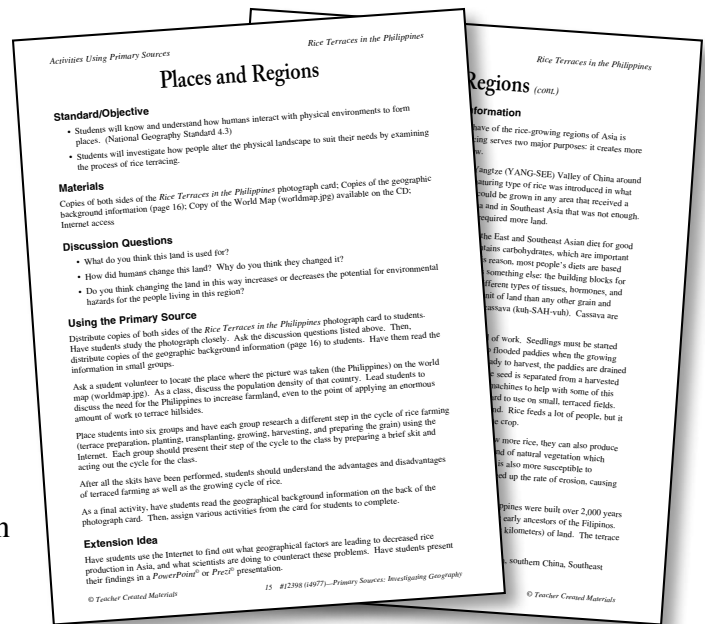 Activities Using Primary Sources
Rice Terraces in the Philippines
Places and Regions
Standard/Objective
• Students will know and understand how humans interact with physical environments to form
places. (National Geography Standard 4.3)
• Students will investigate how people alter the physical landscape to suit their needs by examining
the process of rice terracing.
Materials
Copies of both sides of the Rice Terraces in the Philippines photograph card; Copies of the geographic
background information (page 16); Copy of the World Map (worldmap.jpg) available on the CD;
Internet access
Discussion Questions
• What do you think this land is used for?
• How did humans change this land? Why do you think they changed it?
• Do you think changing the land in this way increases or decreases the potential for environmental
hazards for the people living in this region?
Using the Primary Source
Distribute copies of both sides of the Rice Terraces in the Philippines photograph card to students.
Have students study the photograph closely. Ask the discussion questions listed above. Then,
distribute copies of the geographic background information (page 16) to students. Have them read the
information in small groups.
Ask a student volunteer to locate the place where the picture was taken (the Philippines) on the world
map (worldmap.jpg). As a class, discuss the population density of that country. Lead students to
discuss the need for the Philippines to increase farmland, even to the point of applying an enormous
amount of work to terrace hillsides.
Place students into six groups and have each group research a different step in the cycle of rice farming
(terrace preparation, planting, transplanting, growing, harvesting, and preparing the grain) using the
Internet. Each group should present their step of the cycle to the class by preparing a brief skit and
acting out the cycle for the class.
After all the skits have been performed, students should understand the advantages and disadvantages
of terraced farming as well as the growing cycle of rice.
As a final activity, have students read the geographical background information on the back of the
photograph card. Then, assign various activities from the card for students to complete.
Extension Idea
Have students use the Internet to find out what geographical factors are leading to decreased rice
production in Asia, and what scientists are doing to counteract these problems. Have students present
their findings in a PowerPoint® or Prezi® presentation.
© Teacher Created Materials
15 #12398 (i4977)—Primary Sources: Investigating Geography
Rice Terraces in the Philippines
Regions (cont.)
have of the rice-growing regions of Asia is
serves two major purposes: it creates more
(YANG-SEE) Valley of China around
type of rice was introduced in what
could be grown in any area that received a
and in Southeast Asia that was not enough.
required more land.
the East and Southeast Asian diet for good
carbohydrates, which are important
reason, most people's diets are based
something else: the building blocks for
types of tissues, hormones, and
of land than any other grain and
cassava (kuh-SAH-vuh). Cassava are
of work. Seedlings must be started
flooded paddies when the growing
to harvest, the paddies are drained
seed is separated from a harvested
machines to help with some of this
to use on small, terraced fields.
Rice feeds a lot of people, but it
crop.
more rice, they can also produce
of natural vegetation which
is also more susceptible to
up the rate of erosion, causing
were built over 2,000 years
early ancestors of the Filipinos.
kilometers) of land. The terrace
southern China, Southeast
© Teacher Created Materials
n